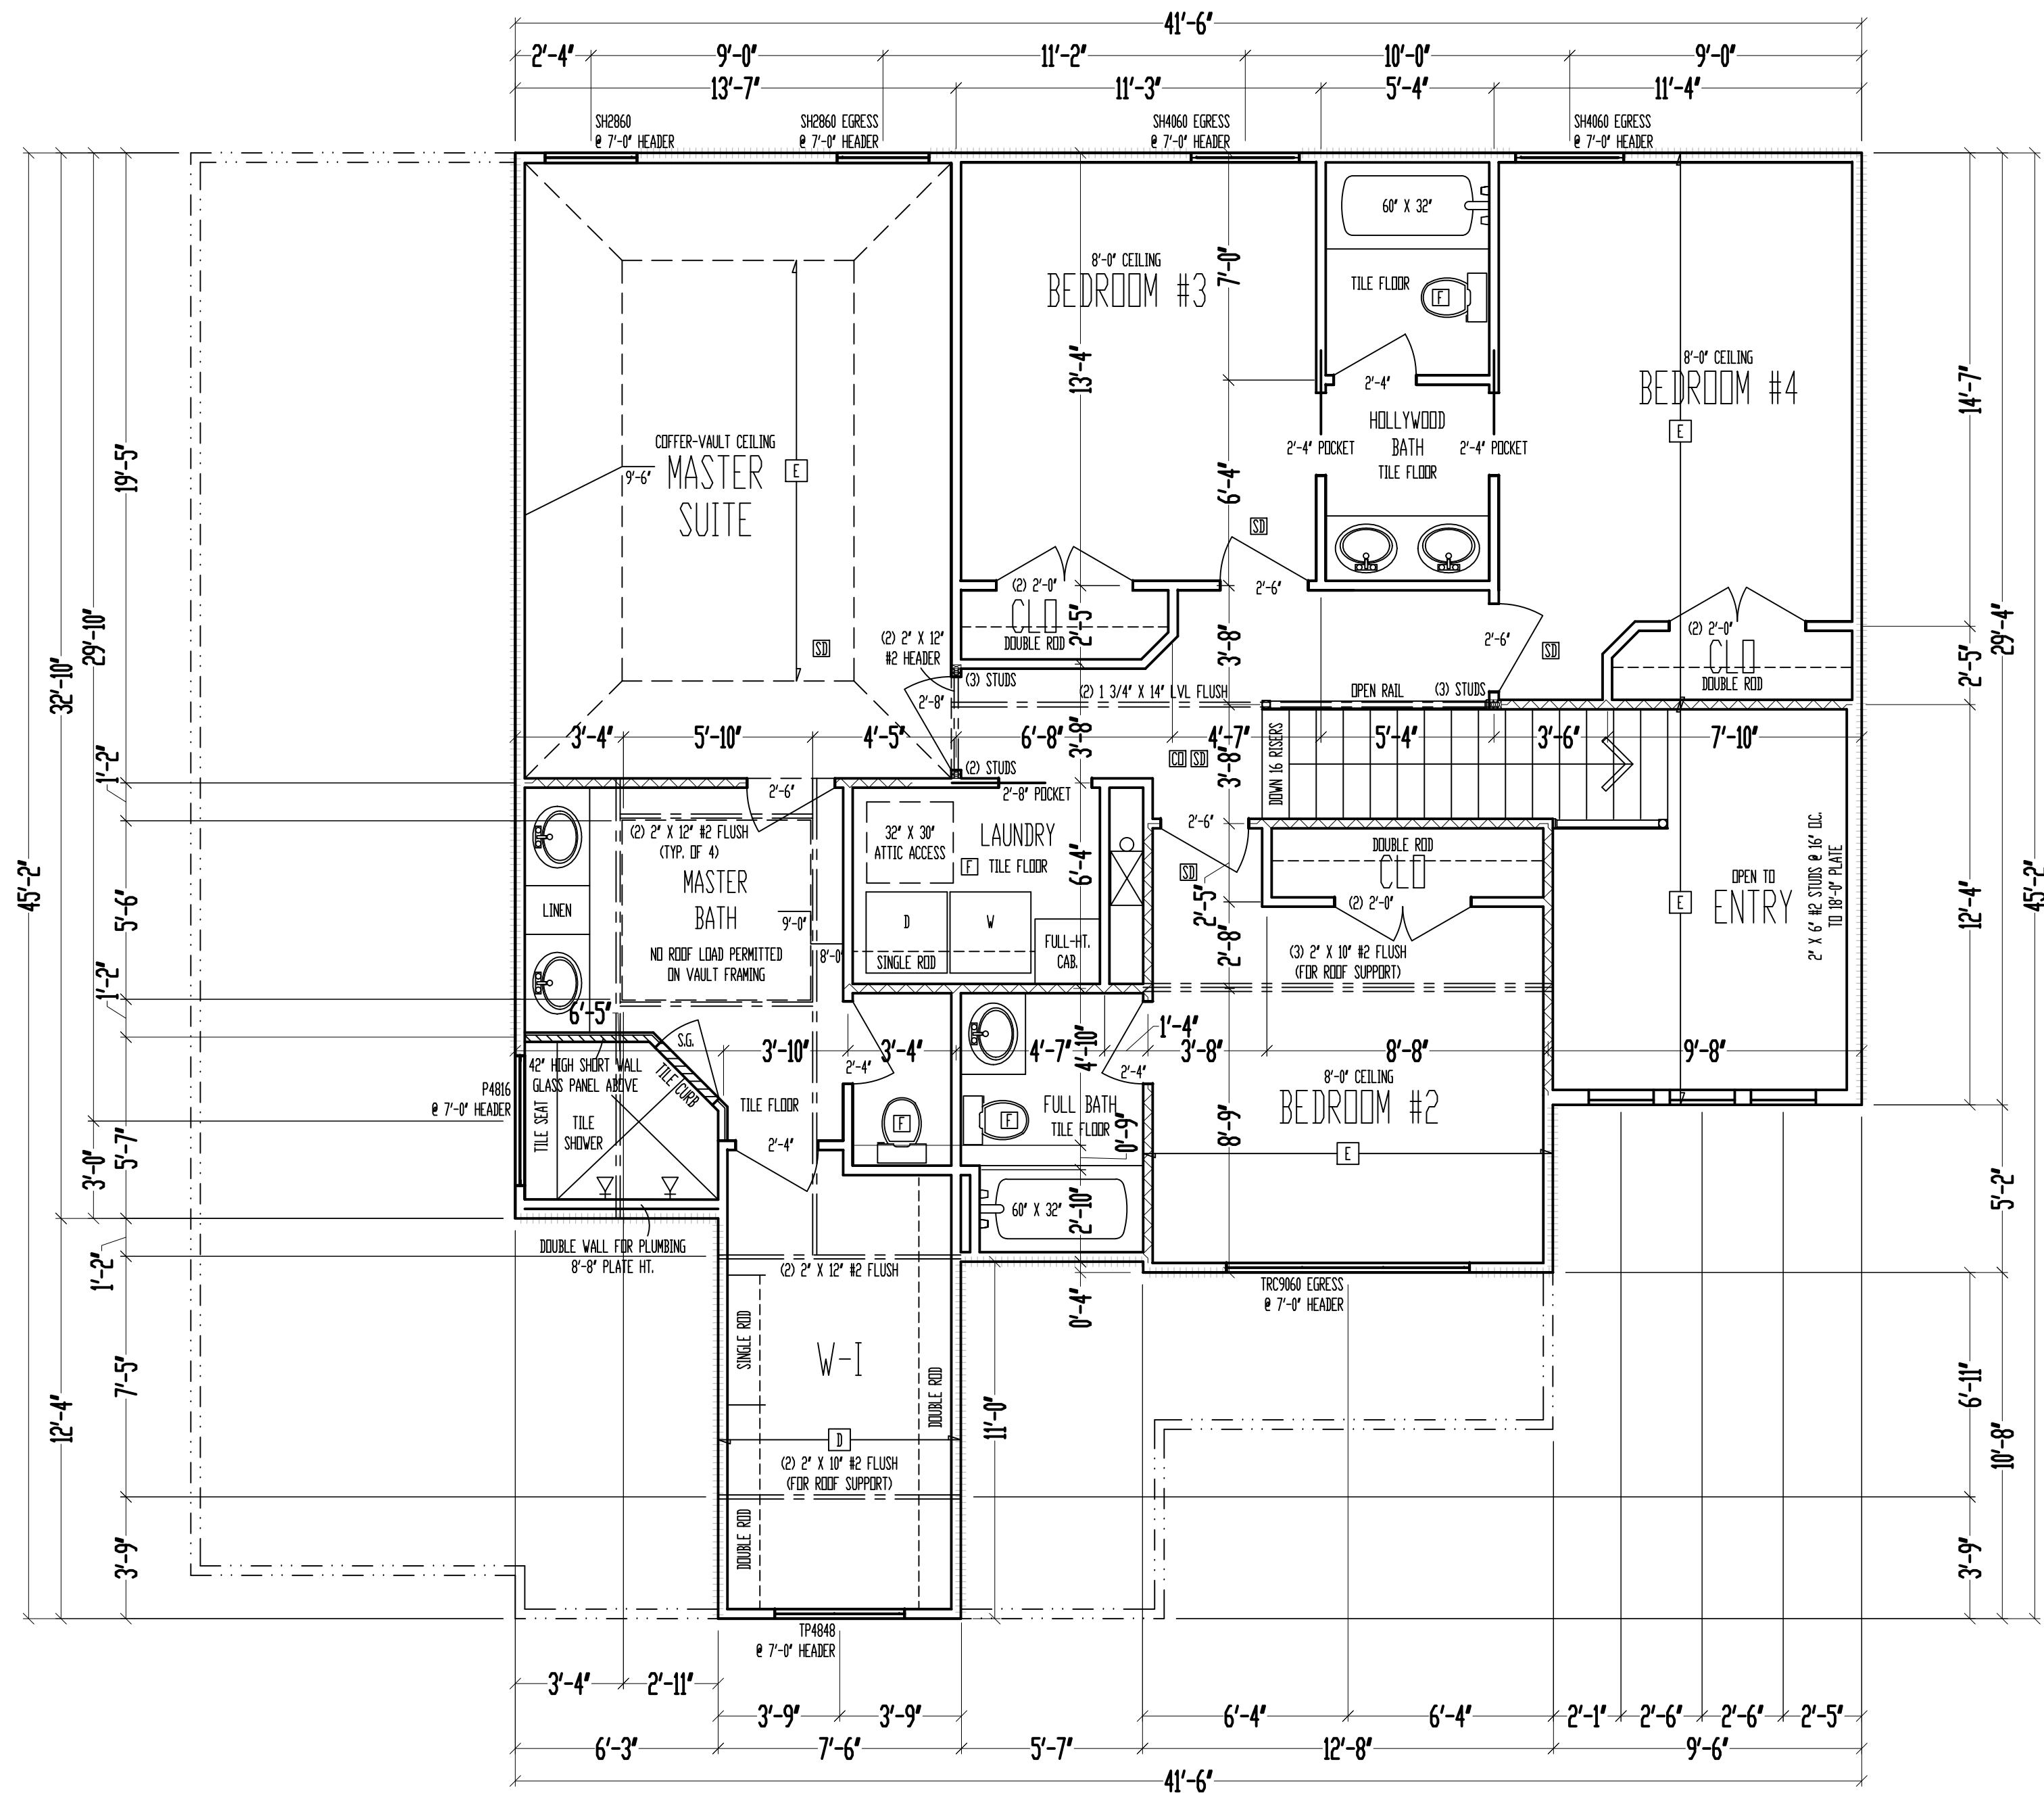 41'-6"
2'-4" 9'-0" 11'-2" 10'-0" 9'-0"
13'-7" 11'-3" 5'-4" 11'-4"
SH2860
@ 7'-0" HEADER
SH2860 EGRESS
@ 7'-0" HEADER
SH4060 EGRESS
@ 7'-0" HEADER
SH4060 EGRESS
@ 7'-0" HEADER
60" X 32"
TILE FLOOR
F
7'-0"
8'-0" CEILING
BEDROOM #3
13'-4"
2'-4"
HOLLYWOOD
BATH
TILE FLOOR
2'-4" POCKET
2'-4" POCKET
8'-0" CEILING
BEDROOM #4
E
14'-7"
COFFER-VAULT CEILING
MASTER
SUITE
9'-6"
E
19'-5"
6'-4"
SD
(2) 2'-0"
CLO
DOUBLE ROD
2'-5"
2'-6"
3'-8"
2'-6"
SD
(2) 2'-0"
CLO
DOUBLE ROD
29'-4"
2'-5"
29'-10"
32'-10"
45'-2"
45'-2"
SD
(2) 2" X 12"
#2 HEADER
(3) STUDS
2'-8"
(2) 1 3/4" X 14" LVL FLUSH
OPEN RAIL
(3) STUDS
3'-4" 5'-10" 4'-5" 6'-8" 4'-7" 5'-4" 3'-6" 7'-10"
3'-8"
3'-8"
CO SD
DOWN 16 RISERS
(2) STUDS
2'-8" POCKET
2'-6"
1'-2"
(2) 2" X 12" #2 FLUSH
(TYP. OF 4)
MASTER
BATH
9'-0"
8'-0"
NO ROOF LOAD PERMITTED
ON VAULT FRAMING
LINEN
5'-6"
1'-2"
32" X 30"
ATTIC ACCESS
LAUNDRY
F
TILE FLOOR
6'-4"
D
W
SINGLE ROD
FULL-HT.
CAB.
2'-6"
SD
2'-5"
2'-8"
DOUBLE ROD
CLO
(2) 2'-0"
(3) 2" X 10" #2 FLUSH
(FOR ROOF SUPPORT)
OPEN TO
ENTRY
E
2" X 6" #2 STUDS @ 16" O.C.
TO 18'-0" PLATE
12'-4"
6'-5"
S.G.
3'-10" 3'-4" 4'-7" 1'-4" 3'-8" 8'-8" 9'-8"
4'-10"
42" HIGH SHORT WALL
GLASS PANEL ABOVE
TILE CURB
P4816
@ 7'-0" HEADER
TILE SEAT
TILE
SHOWER
TILE FLOOR
2'-4"
2'-4"
2'-4"
F
F
FULL BATH
TILE FLOOR
0'-9"
8'-9"
8'-0" CEILING
BEDROOM #2
E
60" X 32"
2'-10"
5'-7"
3'-0"
5'-2"
DOUBLE WALL FOR PLUMBING
8'-8" PLATE HT.
1'-2"
(2) 2" X 12" #2 FLUSH
0'-4"
TRC9060 EGRESS
@ 7'-0" HEADER
SINGLE ROD
W-I
DOUBLE ROD
D
(2) 2" X 10" #2 FLUSH
(FOR ROOF SUPPORT)
DOUBLE ROD
11'-0"
7'-5"
12'-4"
3'-9"
6'-11"
10'-8"
3'-9"
TP4848
@ 7'-0" HEADER
3'-4" 2'-11"
3'-9" 3'-9" 6'-4" 6'-4" 2'-1" 2'-6" 2'-6" 2'-5"
6'-3" 7'-6" 5'-7" 12'-8" 9'-6"
41'-6"